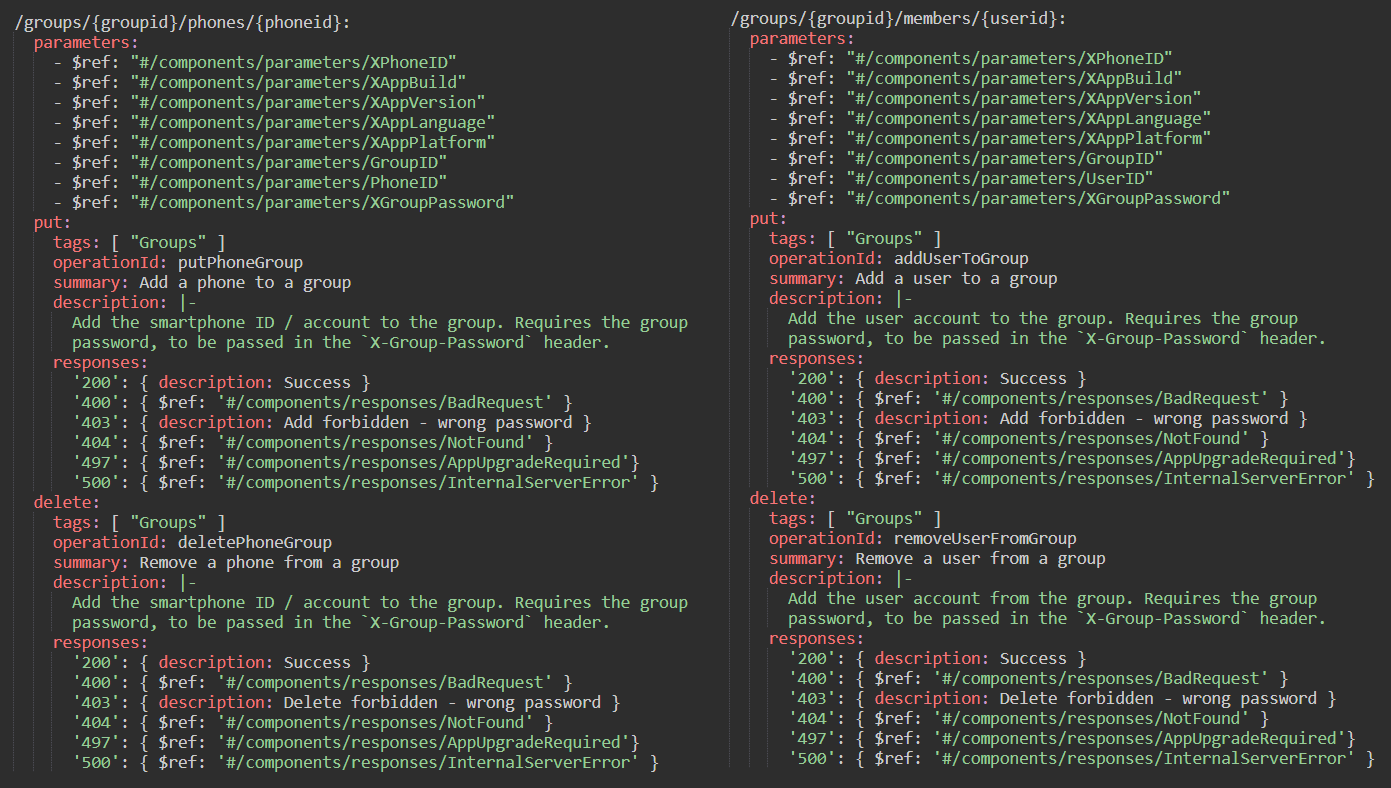 /groups/{groupid}/phones/{phoneid}:
parameters:
- $ref: "#/components/parameters/XPhoneID"
- $ref: "#/components/parameters/XAppBuild"
- $ref: "#/components/parameters/XAppVersion"
- $ref: "#/components/parameters/XAppLanguage"
- $ref: "#/components/parameters/XAppPlatform"
- $ref: "#/components/parameters/GroupID"
- $ref: "#/components/parameters/PhoneID"
- $ref: "#/components/parameters/XGroupPassword"
put:
tags: [ "Groups" ]
operationId: putPhoneGroup
summary: Add a phone to a group
description: |-
Add the smartphone ID / account to the group. Requires the group
password, to be passed in the `X-Group-Password` header.
responses:
'200': { description: Success }
'400': { $ref: '#/components/responses/BadRequest' }
'403': { description: Add forbidden - wrong password }
'404': { $ref: '#/components/responses/NotFound' }
'497': { $ref: '#/components/responses/AppUpgradeRequired'}
'500': { $ref: '#/components/responses/InternalServerError' }
delete:
tags: [ "Groups" ]
operationId: deletePhoneGroup
summary: Remove a phone from a group
description: |-
Add the smartphone ID / account to the group. Requires the group
password, to be passed in the `X-Group-Password` header.
responses:
'200': { description: Success }
'400': { $ref: '#/components/responses/BadRequest' }
'403': { description: Delete forbidden - wrong password }
'404': { $ref: '#/components/responses/NotFound' }
'497': { $ref: '#/components/responses/AppUpgradeRequired'}
'500': { $ref: '#/components/responses/InternalServerError' }
/groups/{groupid}/members/{userid}:
parameters:
- $ref: "#/components/parameters/XPhoneID"
- $ref: "#/components/parameters/XAppBuild"
- $ref: "#/components/parameters/XAppVersion"
- $ref: "#/components/parameters/XAppLanguage"
- $ref: "#/components/parameters/XAppPlatform"
- $ref: "#/components/parameters/GroupID"
- $ref: "#/components/parameters/UserID"
- $ref: "#/components/parameters/XGroupPassword"
put:
tags: [ "Groups" ]
operationId: addUserToGroup
summary: Add a user to a group
description: |-
Add the user account to the group. Requires the group
password, to be passed in the `X-Group-Password` header.
responses:
'200': { description: Success }
'400': { $ref: '#/components/responses/BadRequest' }
'403': { description: Add forbidden - wrong password }
'404': { $ref: '#/components/responses/NotFound' }
'497': { $ref: '#/components/responses/AppUpgradeRequired'}
'500': { $ref: '#/components/responses/InternalServerError' }
delete:
tags: [ "Groups" ]
operationId: removeUserFromGroup
summary: Remove a user from a group
description: |-
Add the user account from the group. Requires the group
password, to be passed in the `X-Group-Password` header.
responses:
'200': { description: Success }
'400': { $ref: '#/components/responses/BadRequest' }
'403': { description: Delete forbidden - wrong password }
'404': { $ref: '#/components/responses/NotFound' }
'497': { $ref: '#/components/responses/AppUpgradeRequired'}
'500': { $ref: '#/components/responses/InternalServerError' }